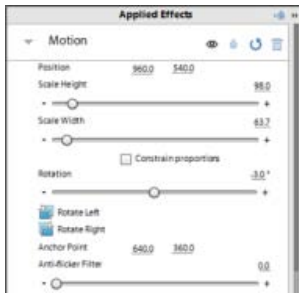 Applied Effects
Motion
Position 960.0 540.0
Scale Height 98.0
- +
Scale Width 63.7
- +
Constrain proportions
Rotation -3.0 °
- +
Rotate Left
Rotate Right
Anchor Point 640.0 360.0
Anti-flicker Filter 0.0
- +